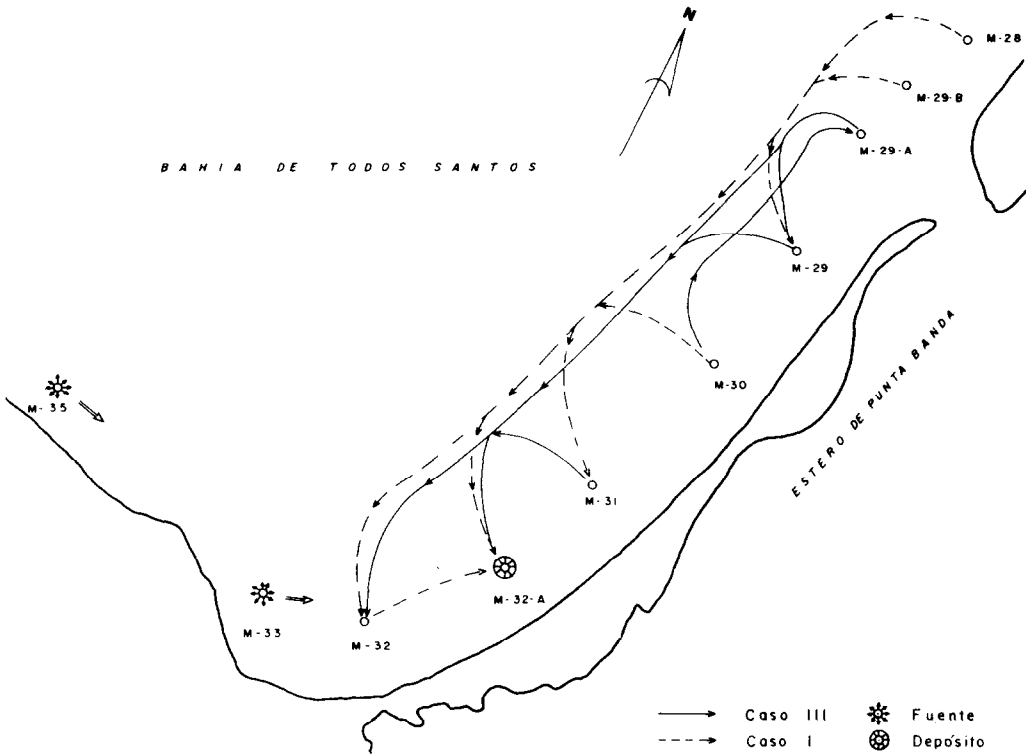 N
M-28
M-29-B
M-29-A
BAHIA DE TODOS SANTOS
M-29
M-30
ESTERO DE PUNTA BANDA
M-35
M-31
M-32-A
M-33
M-32
Caso III
Fuente
Caso I
Depósito